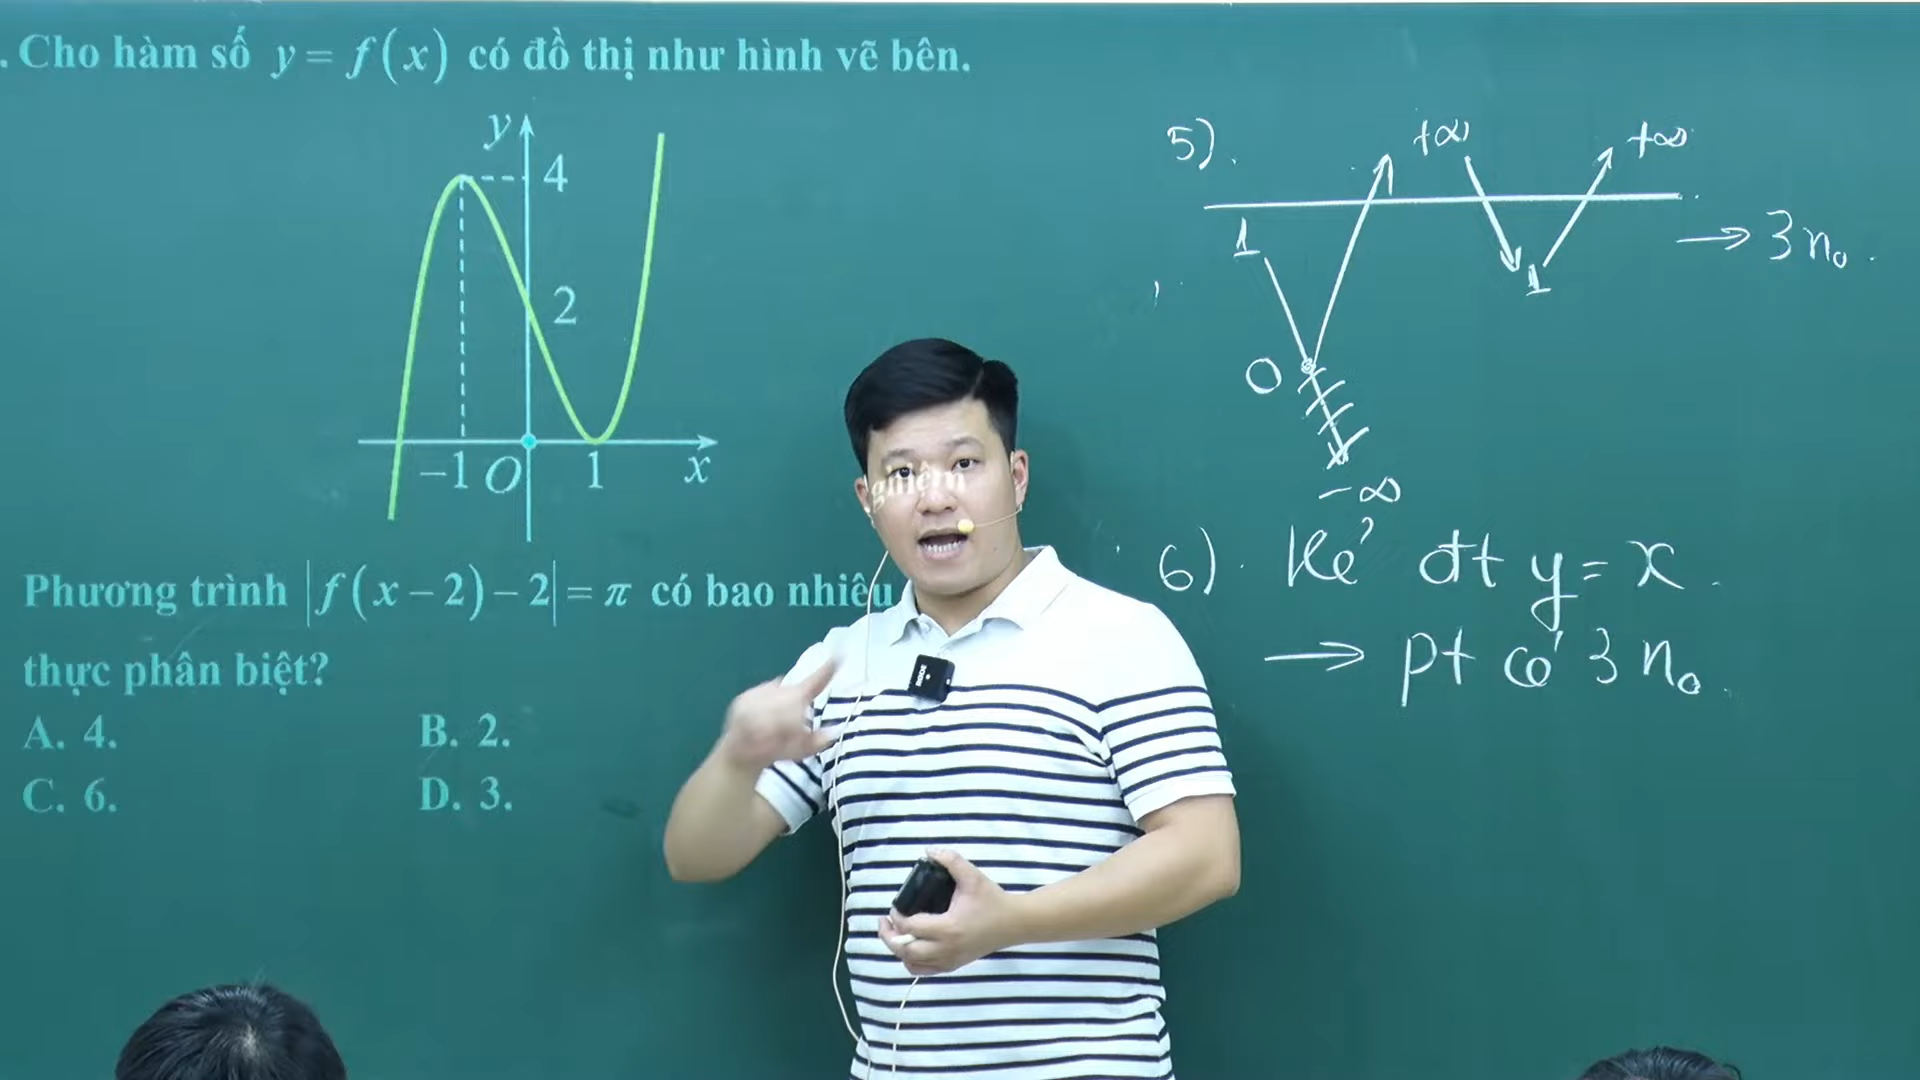 . Cho hàm số y = f(x) có đồ thị như hình vẽ bên.
y
4
2
-1 O 1 x
Phương trình |f(x-2)-2| = π có bao nhiêu
nghiệm
thực phân biệt?
A. 4. B. 2.
C. 6. D. 3.
5).
+∞ +∞
1
1
→ 3 n₀.
0
-∞
6). Kẻ đt y = x.
→ pt có 3 n₀.
RODE